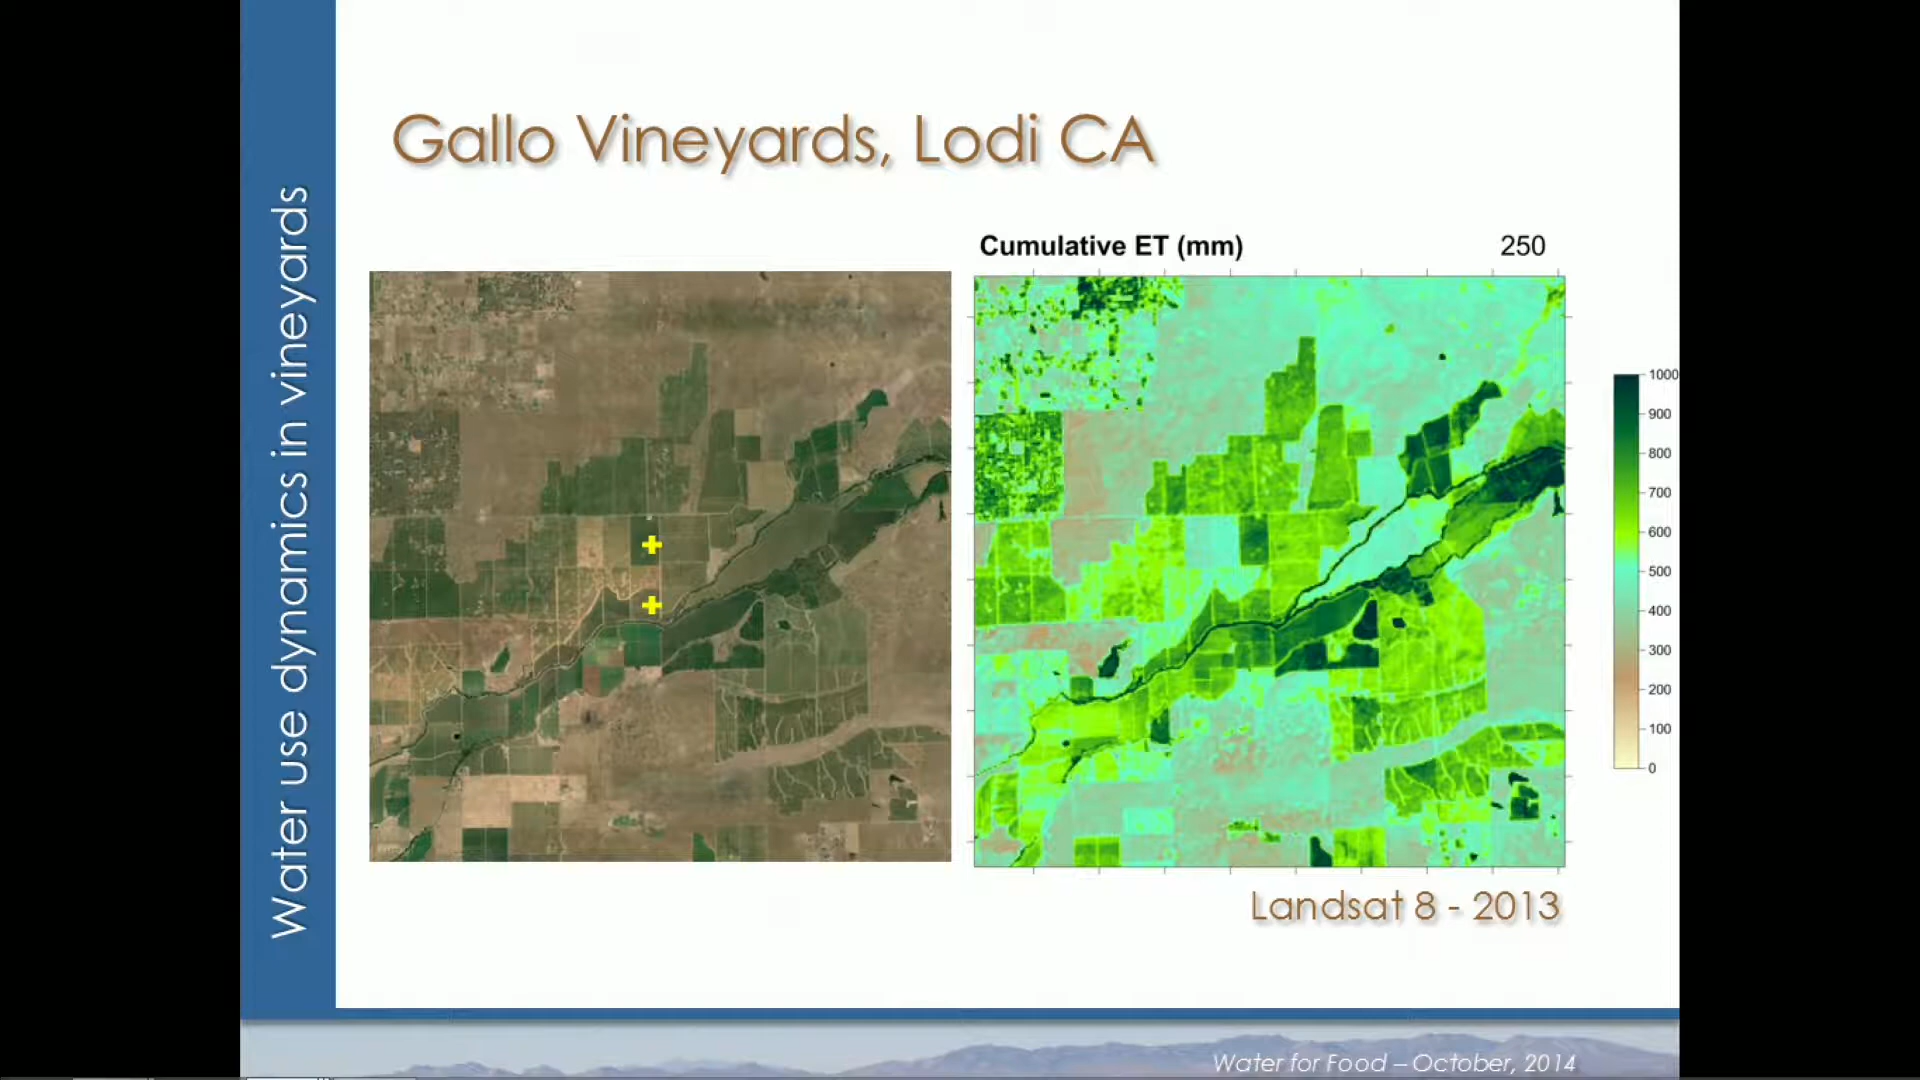 Water use dynamics in vineyards
Gallo Vineyards, Lodi CA
Cumulative ET (mm)
250
1000
900
800
700
600
500
400
300
200
100
0
Landsat 8 - 2013
Water for Food – October, 2014